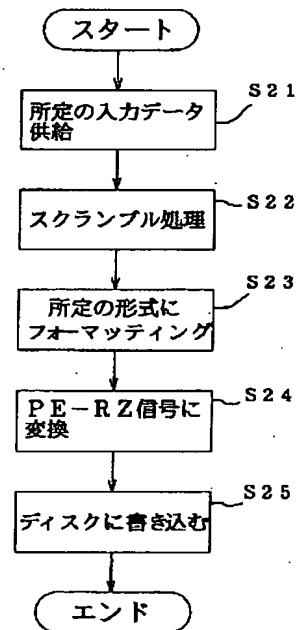 スタート
S21
所定の入力データ
供給
S22
スクランブル処理
S23
所定の形式に
フォーマッティング
S24
PE-RZ信号に
変換
S25
ディスクに書き込む
エンド